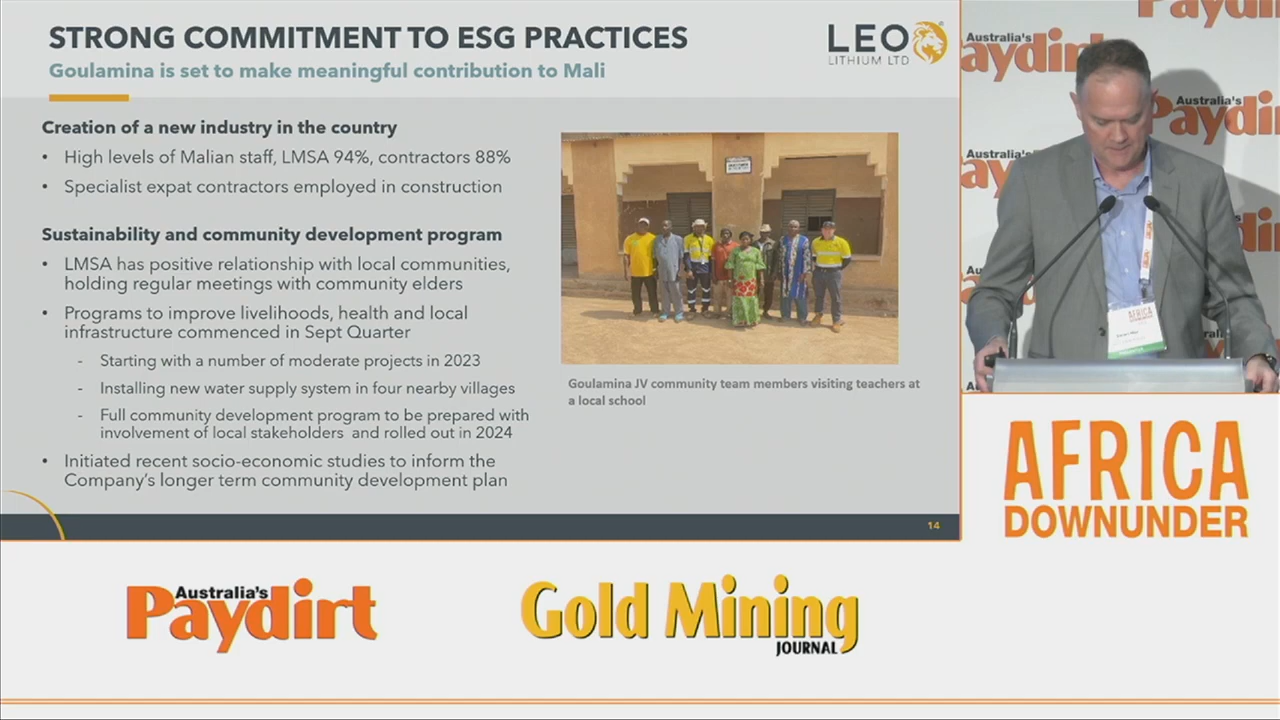 STRONG COMMITMENT TO ESG PRACTICES
Goulamina is set to make meaningful contribution to Mali
LEO
LITHIUM LTD
Creation of a new industry in the country
• High levels of Malian staff, LMSA 94%, contractors 88%
• Specialist expat contractors employed in construction
Sustainability and community development program
• LMSA has positive relationship with local communities,
holding regular meetings with community elders
• Programs to improve livelihoods, health and local
infrastructure commenced in Sept Quarter
- Starting with a number of moderate projects in 2023
- Installing new water supply system in four nearby villages
- Full community development program to be prepared with
involvement of local stakeholders and rolled out in 2024
• Initiated recent socio-economic studies to inform the
Company's longer term community development plan
Goulamina JV community team members visiting teachers at
a local school
14
Paydirt
Australia's
aydirt
Australia's
Paydi
Australia's
AFRICA
DOWNUNDER
AFRICA
DOWNUNDER
Australia's
Paydirt
Gold Mining
JOURNAL